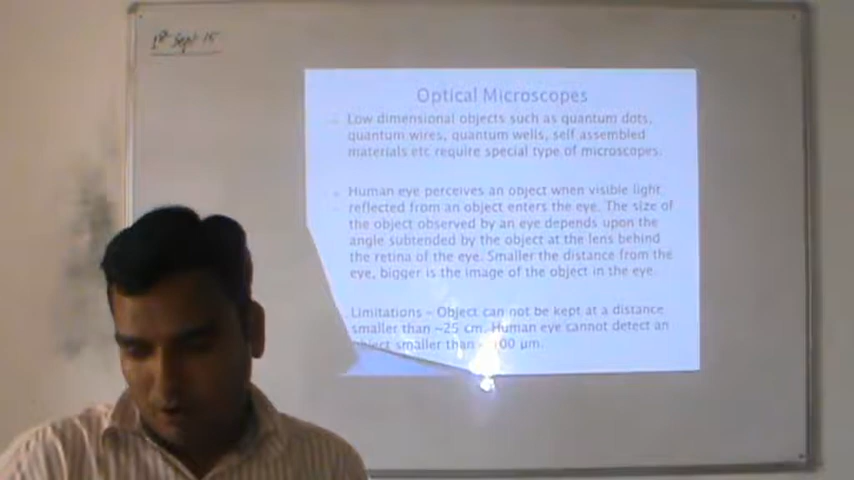 1st Sept 15
Optical Microscopes
Low dimensional objects such as quantum dots,
quantum wires, quantum wells, self assembled
materials etc require special type of microscopes.
Human eye perceives an object when visible light
reflected from an object enters the eye. The size of
the object observed by an eye depends upon the
angle subtended by the object at the lens behind
the retina of the eye. Smaller the distance from the
eye, bigger is the image of the object in the eye.
Limitations – Object can not be kept at a distance
smaller than ~25 cm. Human eye cannot detect an
object smaller than 100 µm.